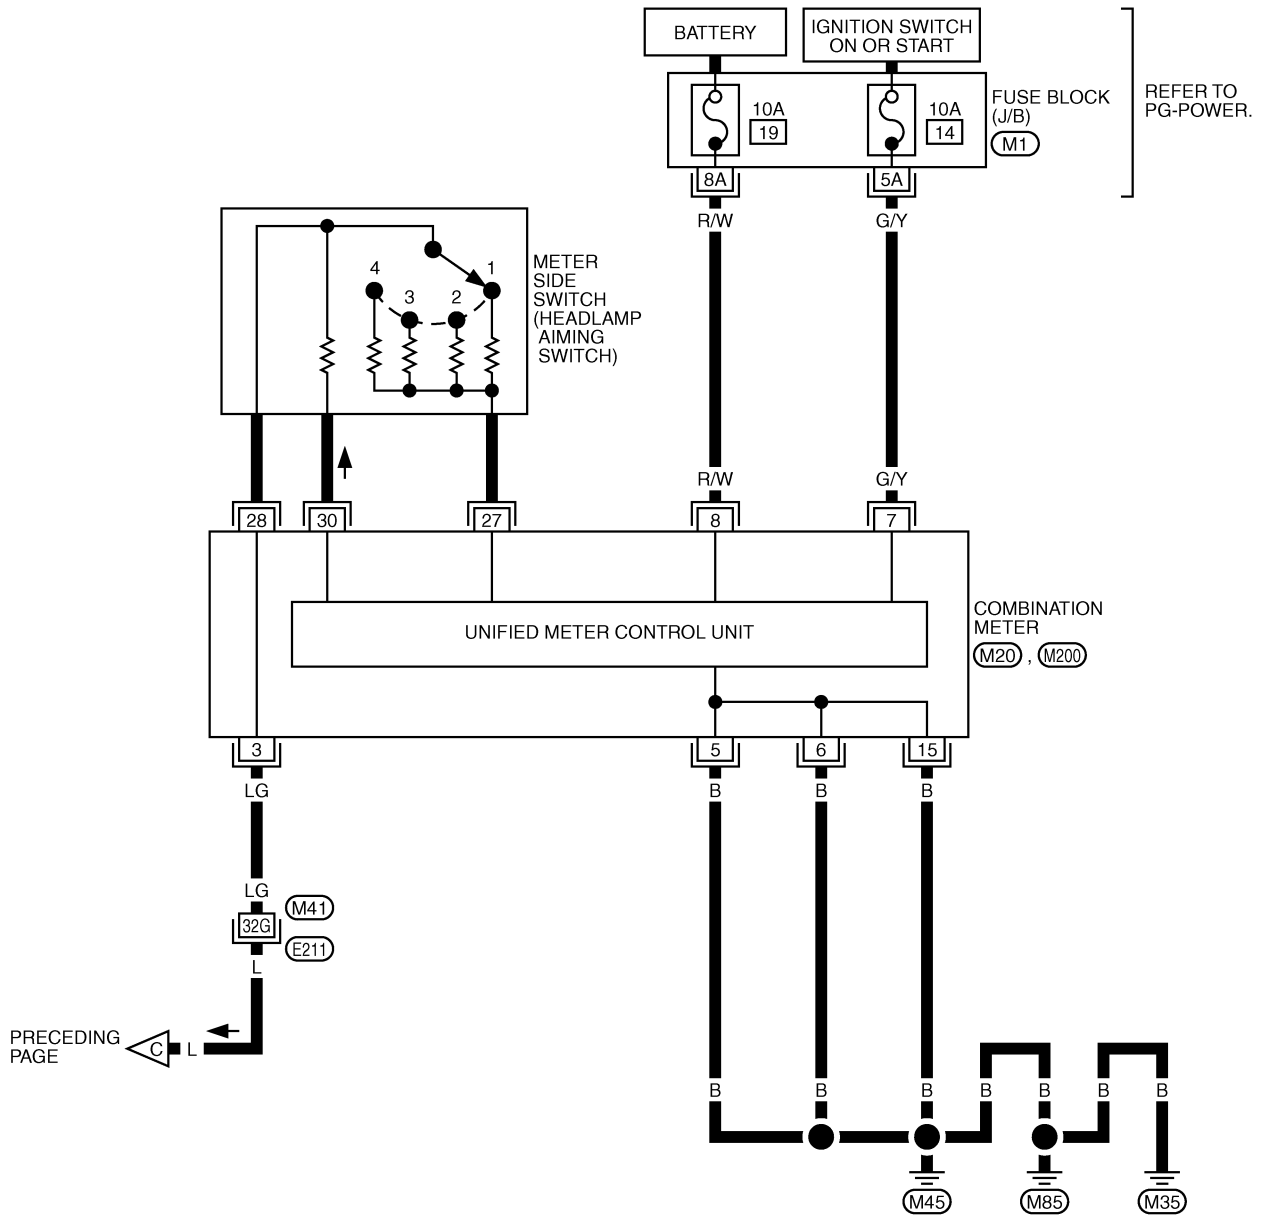 BATTERY
IGNITION SWITCH
ON OR START
REFER TO
PG-POWER.
FUSE BLOCK
(J/B)
M1
10A
19
10A
14
8A
5A
R/W
G/Y
METER
SIDE
SWITCH
(HEADLAMP
AIMING
SWITCH)
4
3
2
1
R/W
G/Y
28
30
27
8
7
UNIFIED METER CONTROL UNIT
COMBINATION
METER
M20 , M200
3
5
6
15
LG
B
B
B
LG
M41
32G
E211
L
PRECEDING
PAGE
C
L
B
B
B
B
B
B
B
M45
M85
M35